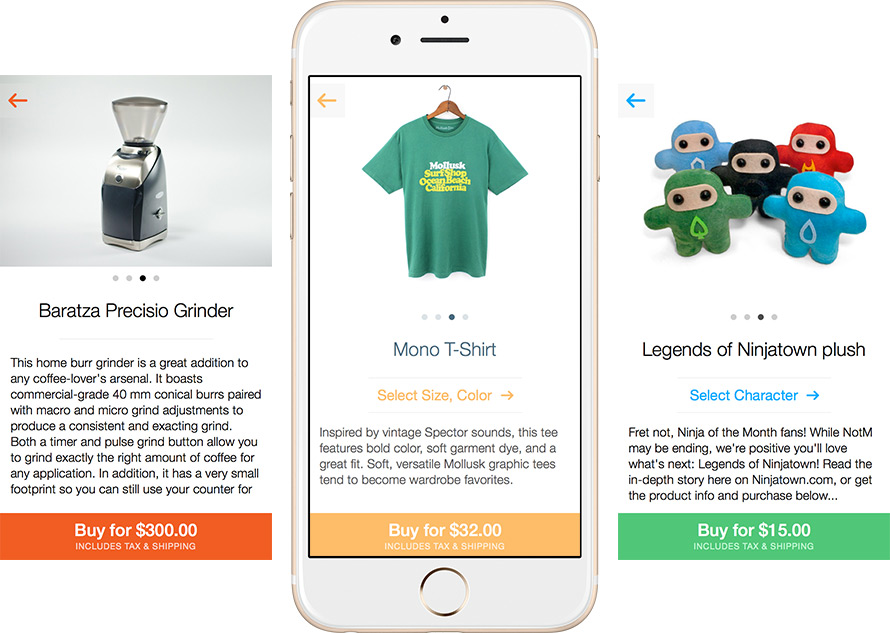 Baratza Precisio Grinder
This home burr grinder is a great addition to
any coffee-lover's arsenal. It boasts
commercial-grade 40 mm conical burrs paired
with macro and micro grind adjustments to
produce a consistent and exacting grind.
Both a timer and pulse grind button allow you
to grind exactly the right amount of coffee for
any application. In addition, it has a very small
footprint so you can still use your counter for
Buy for $300.00
INCLUDES TAX & SHIPPING
Mollusk
Surf Shop
Ocean Beach
California
Mono T-Shirt
Select Size, Color →
Inspired by vintage Spector sounds, this tee
features bold color, soft garment dye, and a
great fit. Soft, versatile Mollusk graphic tees
tend to become wardrobe favorites.
Buy for $32.00
INCLUDES TAX & SHIPPING
Legends of Ninjatown plush
Select Character →
Fret not, Ninja of the Month fans! While NotM
may be ending, we're positive you'll love
what's next: Legends of Ninjatown! Read the
in-depth story here on Ninjatown.com, or get
the product info and purchase below...
Buy for $15.00
INCLUDES TAX & SHIPPING